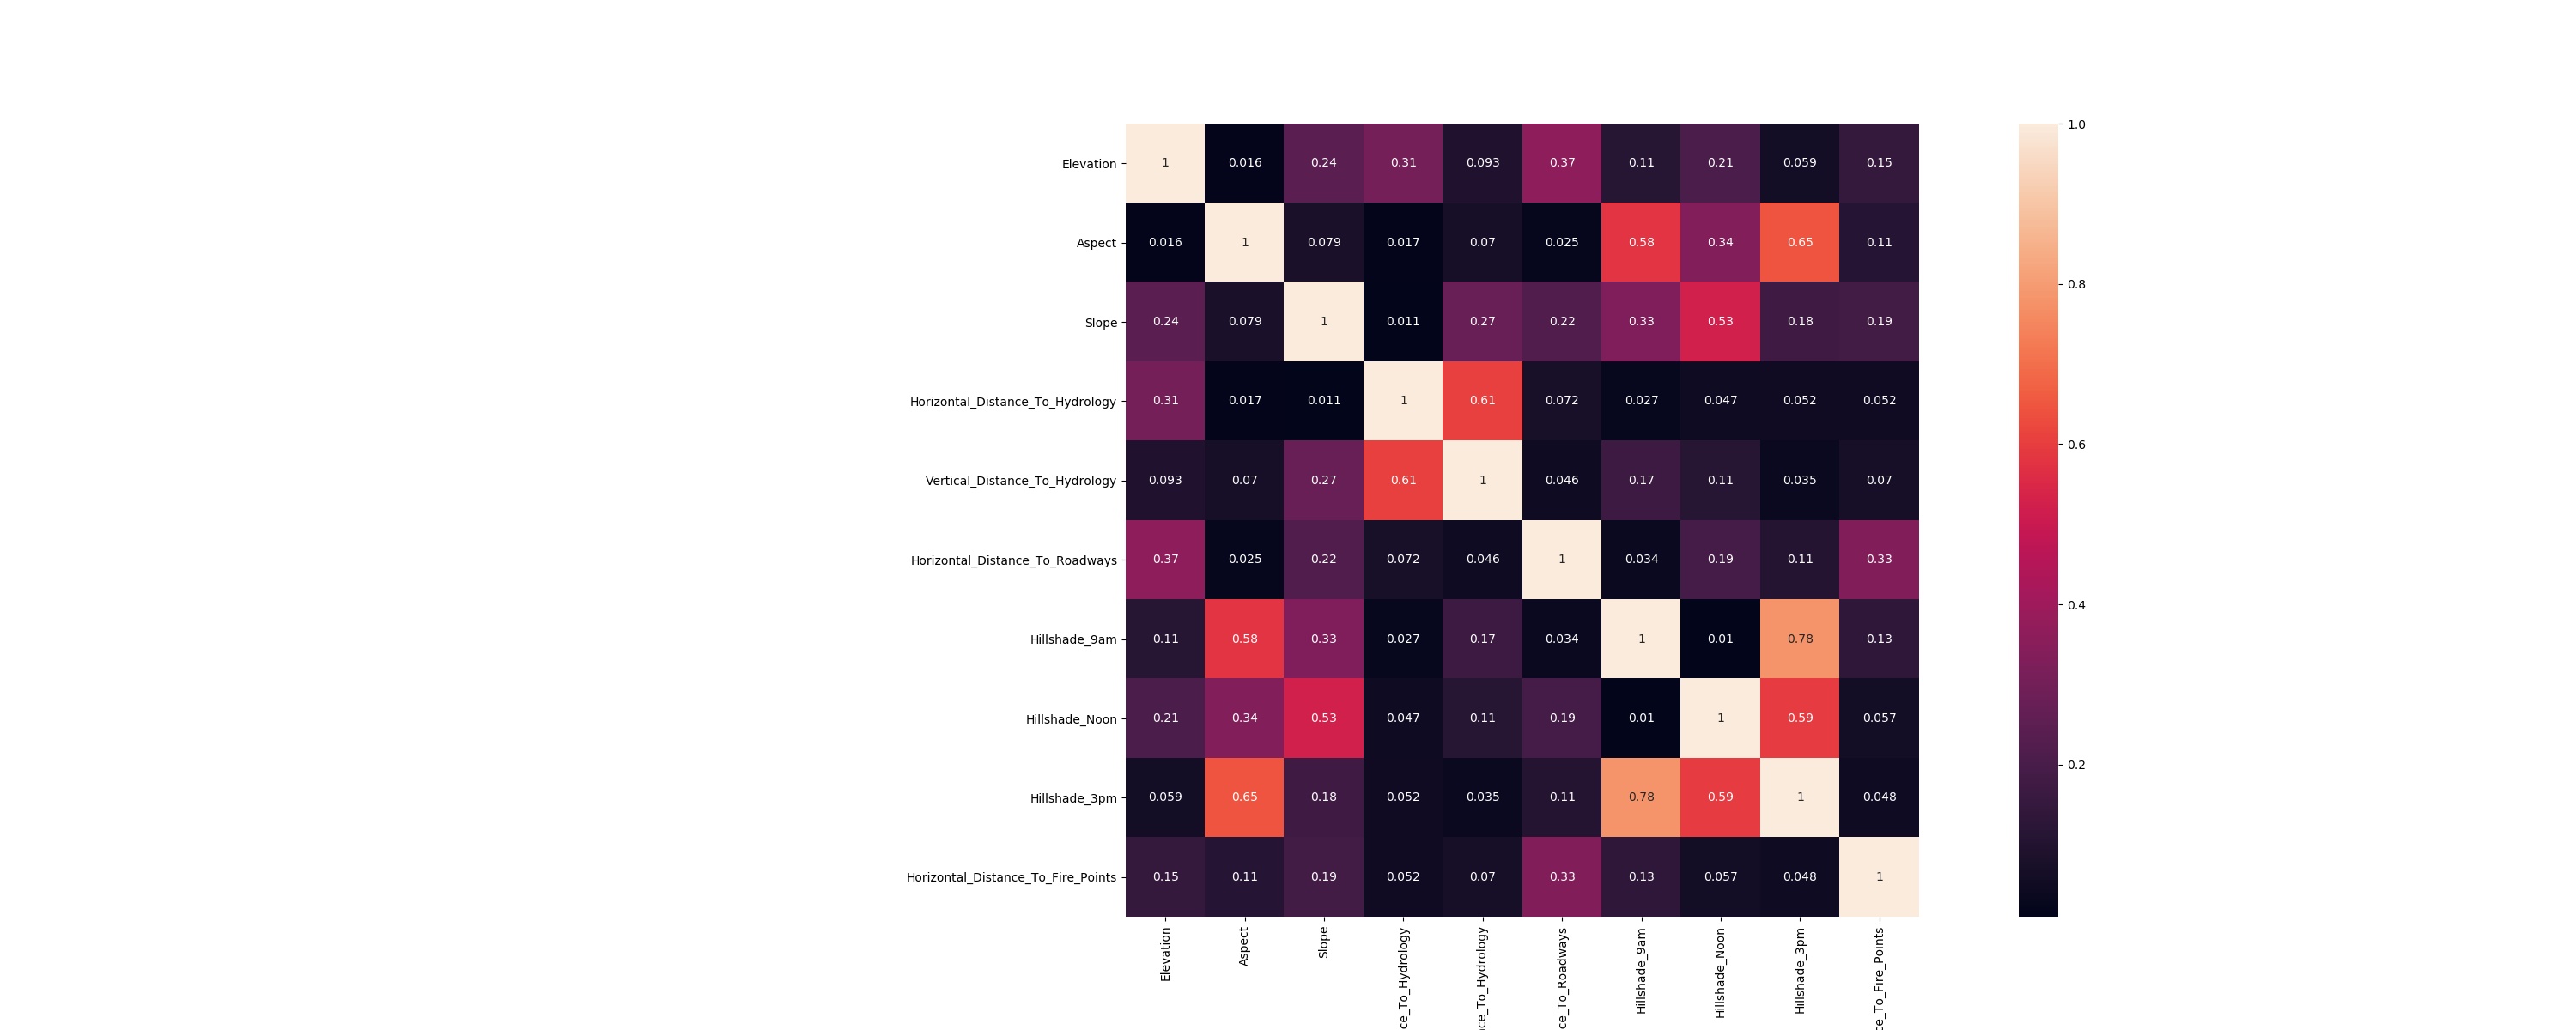 Elevation 1 0.016 0.24 0.31 0.093 0.37 0.11 0.21 0.059 0.15
Aspect 0.016 1 0.079 0.017 0.07 0.025 0.58 0.34 0.65 0.11
Slope 0.24 0.079 1 0.011 0.27 0.22 0.33 0.53 0.18 0.19
Horizontal_Distance_To_Hydrology 0.31 0.017 0.011 1 0.61 0.072 0.027 0.047 0.052 0.052
Vertical_Distance_To_Hydrology 0.093 0.07 0.27 0.61 1 0.046 0.17 0.11 0.035 0.07
Horizontal_Distance_To_Roadways 0.37 0.025 0.22 0.072 0.046 1 0.034 0.19 0.11 0.33
Hillshade_9am 0.11 0.58 0.33 0.027 0.17 0.034 1 0.01 0.78 0.13
Hillshade_Noon 0.21 0.34 0.53 0.047 0.11 0.19 0.01 1 0.59 0.057
Hillshade_3pm 0.059 0.65 0.18 0.052 0.035 0.11 0.78 0.59 1 0.048
Horizontal_Distance_To_Fire_Points 0.15 0.11 0.19 0.052 0.07 0.33 0.13 0.057 0.048 1
Elevation
Aspect
Slope
ce_To_Hydrology
ce_To_Hydrology
ce_To_Roadways
Hillshade_9am
Hillshade_Noon
Hillshade_3pm
ce_To_Fire_Points
1.0
0.8
0.6
0.4
0.2